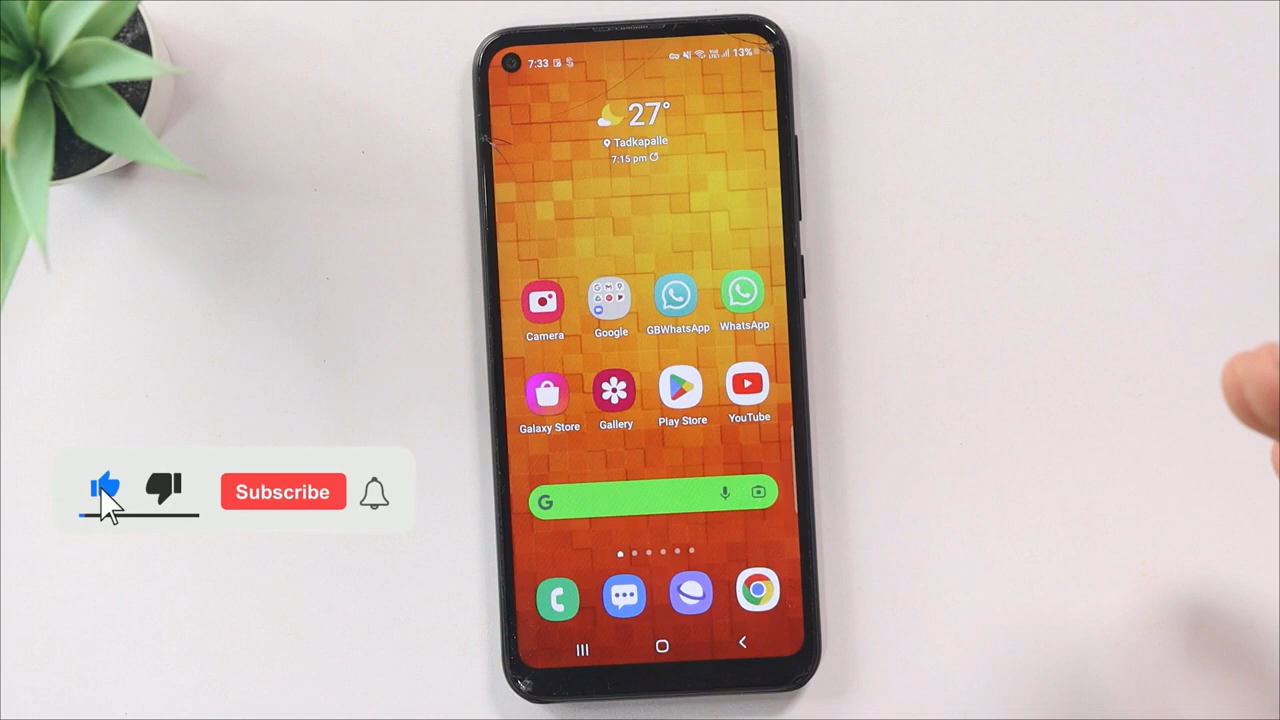 7:33
13%
27°
Tadkapalle
7:15 pm
Camera
Google
GBWhatsApp
WhatsApp
Galaxy Store
Gallery
Play Store
YouTube
Subscribe
G